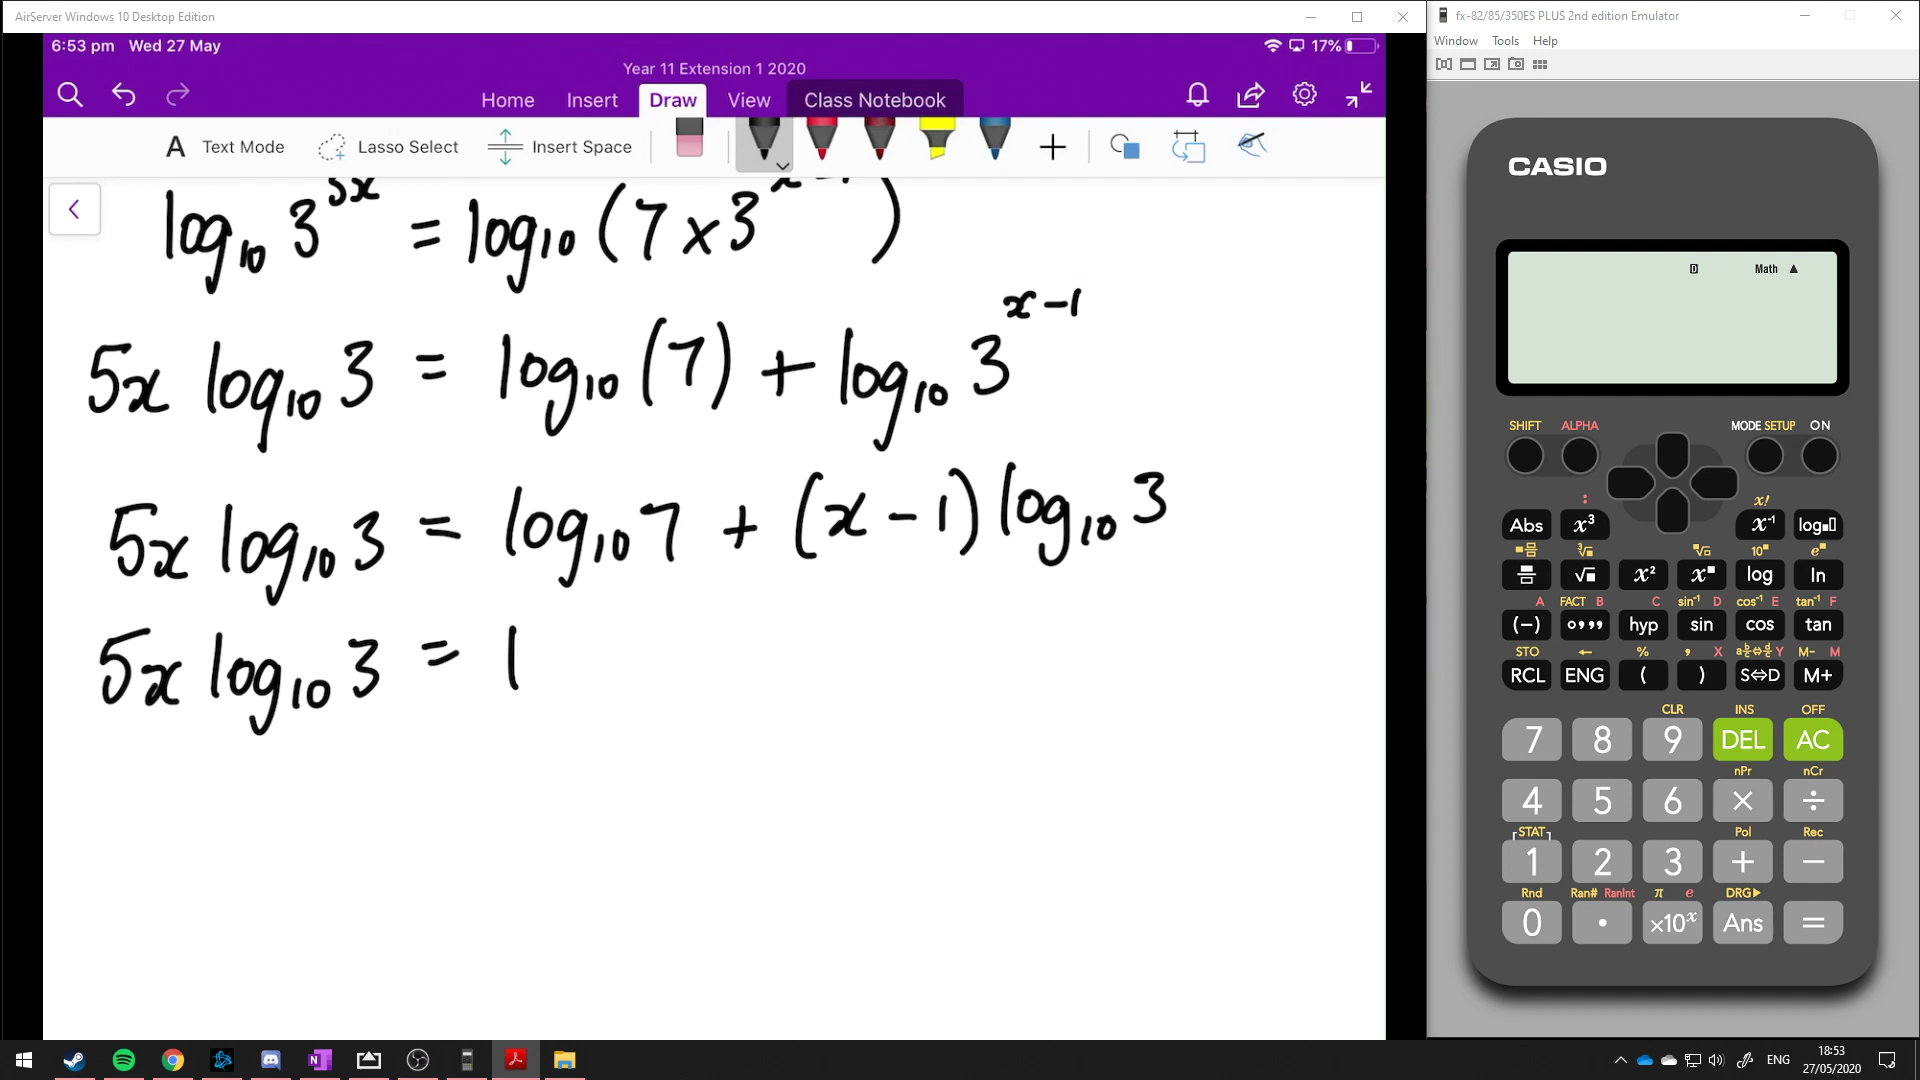 AirServer Windows 10 Desktop Edition
6:53 pm Wed 27 May
17%
Year 11 Extension 1 2020
Home Insert Draw View Class Notebook
A Text Mode Lasso Select Insert Space
log₁₀ 3⁵ˣ = log₁₀ (7 × 3ˣ⁻¹)
5x log₁₀ 3 = log₁₀ (7) + log₁₀ 3ˣ⁻¹
5x log₁₀ 3 = log₁₀ 7 + (x − 1) log₁₀ 3
5x log₁₀ 3 = l
fx-82/85/350ES PLUS 2nd edition Emulator
Window Tools Help
CASIO
D Math ▲
SHIFT ALPHA MODE SETUP ON
: x!
Abs x³ x⁻¹ log■□
■▭ ³√■ ■√□ 10■ e■
√■ x² x■ log ln
A FACT B C sin⁻¹ D cos⁻¹ E tan⁻¹ F
(−) °,,, hyp sin cos tan
STO ← % , X a b/c⇔d/c Y M− M
RCL ENG ( ) S⇔D M+
CLR INS OFF
7 8 9 DEL AC
nPr nCr
4 5 6 × ÷
STAT Pol Rec
1 2 3 + −
Rnd Ran# RanInt π e DRG▶
0 . ×10ˣ Ans =
ENG
18:53
27/05/2020